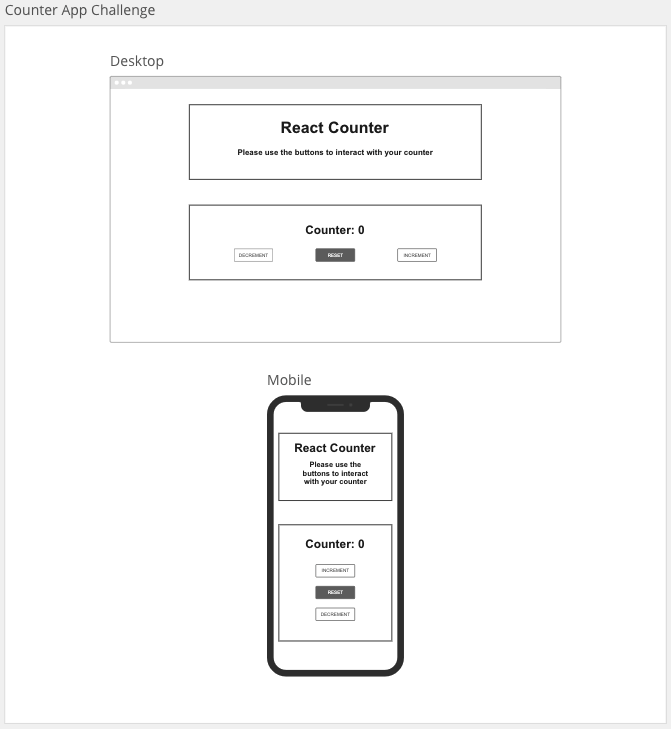 Counter App Challenge
Desktop
React Counter
Please use the buttons to interact with your counter
Counter: 0
DECREMENT
RESET
INCREMENT
Mobile
React Counter
Please use the
buttons to interact
with your counter
Counter: 0
INCREMENT
RESET
DECREMENT